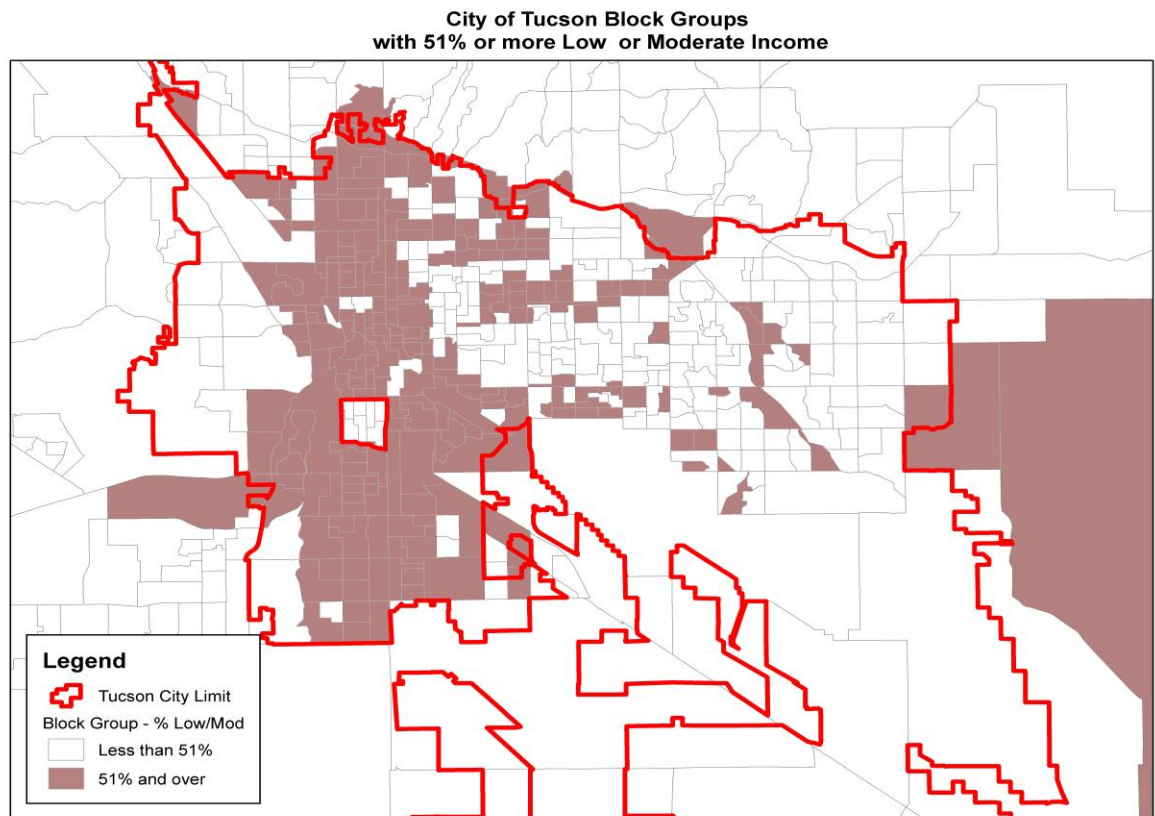 City of Tucson Block Groups
with 51% or more Low or Moderate Income
Legend
Tucson City Limit
Block Group - % Low/Mod
Less than 51%
51% and over